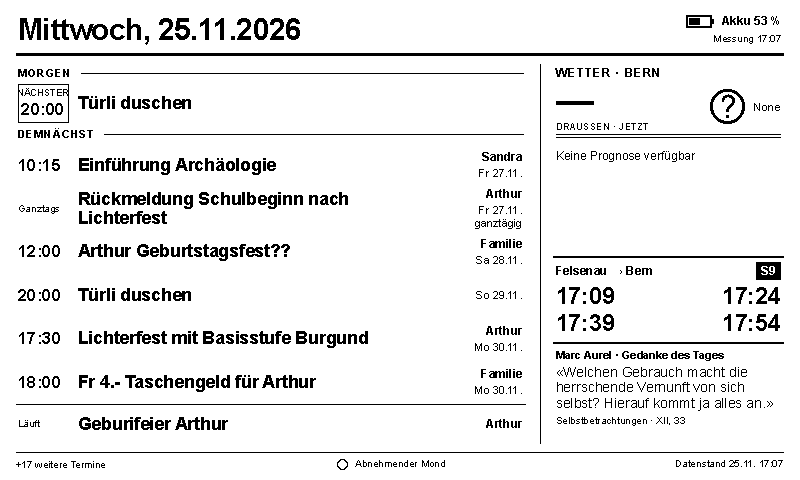 Mittwoch, 25.11.2026
Akku 53 %
Messung 17:07
MORGEN
NÄCHSTER
20:00 Türli duschen
DEMNÄCHST
10:15 Einführung Archäologie Sandra
Fr 27.11.
Ganztags Rückmeldung Schulbeginn nach Lichterfest Arthur
Fr 27.11.
ganztägig
12:00 Arthur Geburtstagsfest?? Familie
Sa 28.11.
20:00 Türli duschen So 29.11.
17:30 Lichterfest mit Basisstufe Burgund Arthur
Mo 30.11.
18:00 Fr 4.- Taschengeld für Arthur Familie
Mo 30.11.
Läuft Geburifeier Arthur Arthur
WETTER · BERN
—
? None
DRAUSSEN · JETZT
Keine Prognose verfügbar
Felsenau › Bern S9
17:09 17:24
17:39 17:54
Marc Aurel · Gedanke des Tages
«Welchen Gebrauch macht die
herrschende Vernunft von sich
selbst? Hierauf kommt ja alles an.»
Selbstbetrachtungen · XII, 33
+17 weitere Termine
Abnehmender Mond
Datenstand 25.11. 17:07